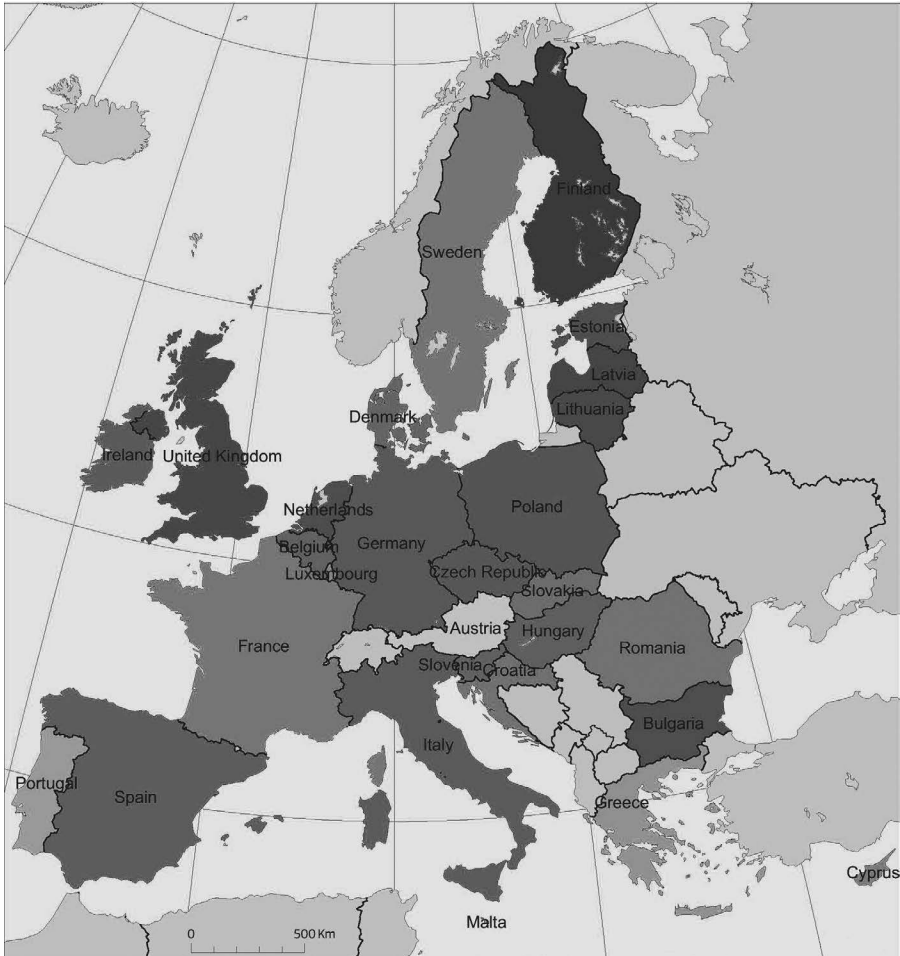 Finland
Sweden
Estonia
Latvia
Denmark
Lithuania
Ireland
United Kingdom
Netherlands
Poland
Belgium
Germany
Luxembourg
Czech Republic
Slovakia
Austria
Hungary
France
Romania
Slovenia
Croatia
Bulgaria
Italy
Portugal
Spain
Greece
Cyprus
Malta
0 500 Km